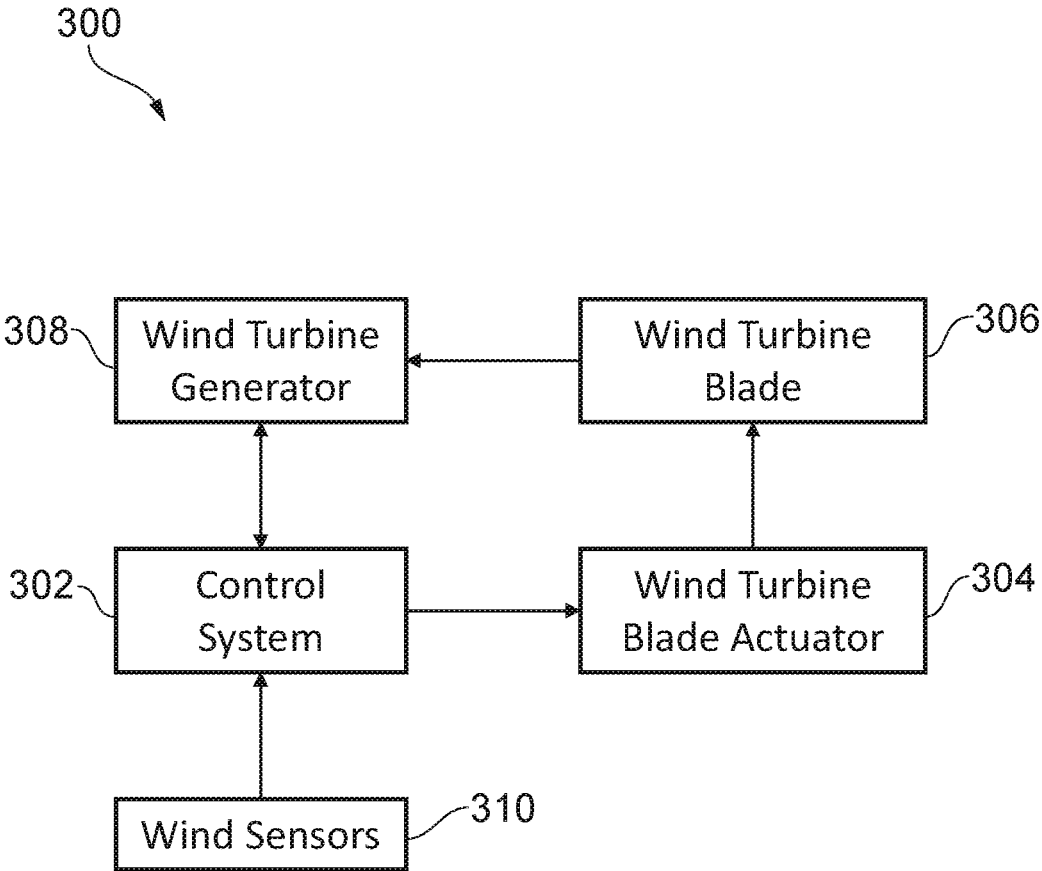 300
308
Wind Turbine
Generator
Wind Turbine
Blade
306
302
Control
System
Wind Turbine
Blade Actuator
304
Wind Sensors
310